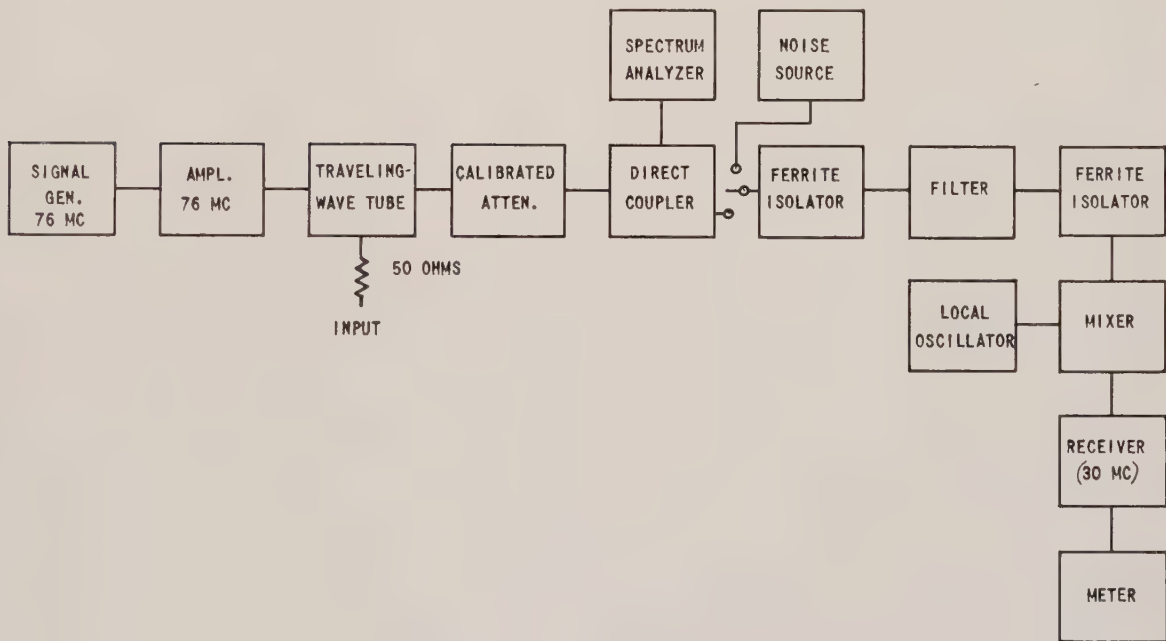 SPECTRUM
ANALYZER
NOISE
SOURCE
SIGNAL
GEN.
76 MC
AMPL.
76 MC
TRAVELING-
WAVE TUBE
CALIBRATED
ATTEN.
DIRECT
COUPLER
FERRITE
ISOLATOR
FILTER
FERRITE
ISOLATOR
50 OHMS
INPUT
LOCAL
OSCILLATOR
MIXER
RECEIVER
(30 MC)
METER